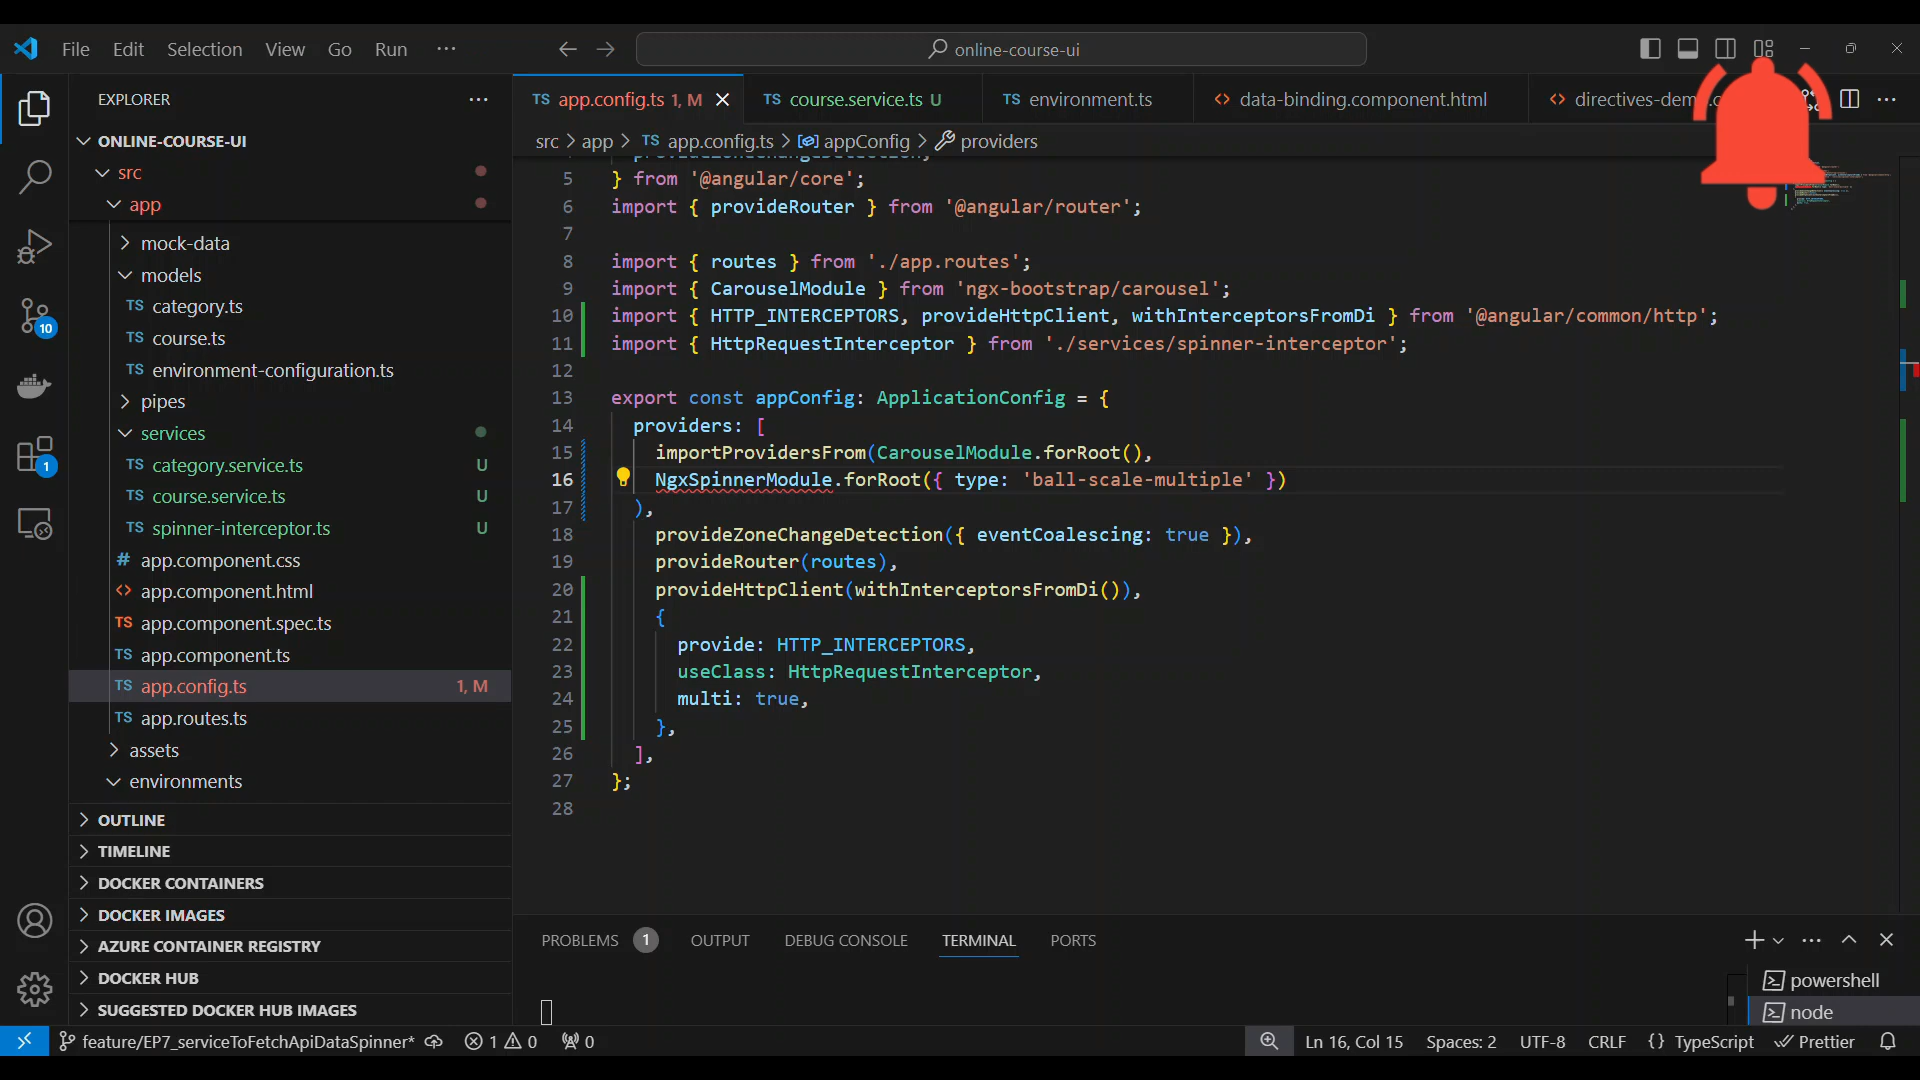 File Edit Selection View Go Run ···
online-course-ui
EXPLORER
ONLINE-COURSE-UI
src
app
mock-data
models
TS category.ts
TS course.ts
TS environment-configuration.ts
pipes
services
TS category.service.ts U
TS course.service.ts U
TS spinner-interceptor.ts U
# app.component.css
<> app.component.html
TS app.component.spec.ts
TS app.component.ts
TS app.config.ts 1, M
TS app.routes.ts
assets
environments
OUTLINE
TIMELINE
DOCKER CONTAINERS
DOCKER IMAGES
AZURE CONTAINER REGISTRY
DOCKER HUB
SUGGESTED DOCKER HUB IMAGES
10
1
TS app.config.ts 1, M
TS course.service.ts U
TS environment.ts
<> data-binding.component.html
<> directives-dem
src > app > TS app.config.ts > appConfig > providers
5 } from '@angular/core';
6 import { provideRouter } from '@angular/router';
7
8 import { routes } from './app.routes';
9 import { CarouselModule } from 'ngx-bootstrap/carousel';
10 import { HTTP_INTERCEPTORS, provideHttpClient, withInterceptorsFromDi } from '@angular/common/http';
11 import { HttpRequestInterceptor } from './services/spinner-interceptor';
12
13 export const appConfig: ApplicationConfig = {
14 providers: [
15 importProvidersFrom(CarouselModule.forRoot(),
16 NgxSpinnerModule.forRoot({ type: 'ball-scale-multiple' })
17 ),
18 provideZoneChangeDetection({ eventCoalescing: true }),
19 provideRouter(routes),
20 provideHttpClient(withInterceptorsFromDi()),
21 {
22 provide: HTTP_INTERCEPTORS,
23 useClass: HttpRequestInterceptor,
24 multi: true,
25 },
26 ],
27 };
28
PROBLEMS 1 OUTPUT DEBUG CONSOLE TERMINAL PORTS
powershell
node
feature/EP7_serviceToFetchApiDataSpinner* 1 0 0
Ln 16, Col 15 Spaces: 2 UTF-8 CRLF {} TypeScript Prettier